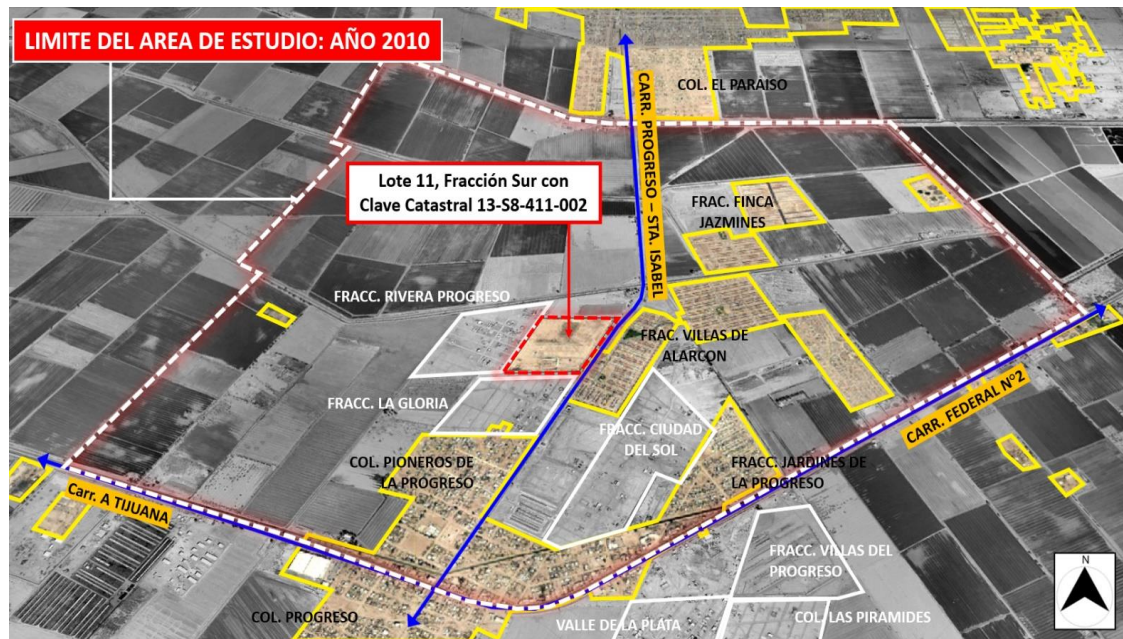 LIMITE DEL AREA DE ESTUDIO: AÑO 2010
COL. EL PARAÍSO
CARR. PROGRESO – STA. ISABEL
Lote 11, Fracción Sur con
Clave Catastral 13-S8-411-002
FRAC. FINCA
JAZMINES
FRACC. RIVERA PROGRESO
FRAC. VILLAS DE
ALARCON
FRACC. LA GLORIA
CARR. FEDERAL N°2
FRACC. CIUDAD
DEL SOL
COL. PIONEROS DE
LA PROGRESO
FRACC. JARDINES DE
LA PROGRESO
Carr. A TIJUANA
FRACC. VILLAS DEL
PROGRESO
COL. PROGRESO
VALLE DE LA PLATA
COL. LAS PIRAMIDES
N